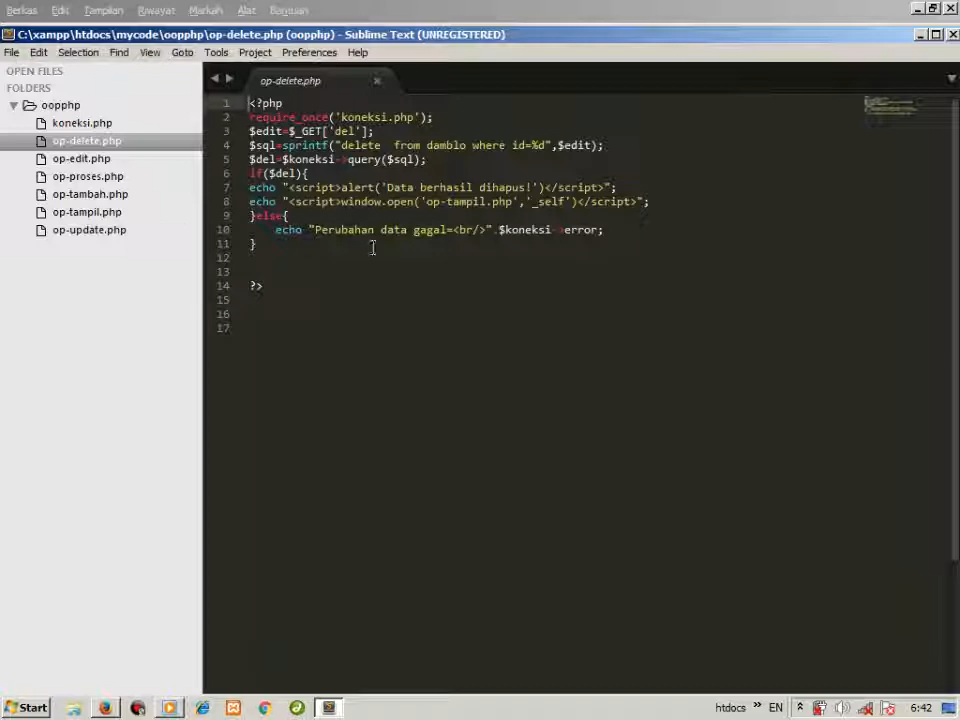 Berkas Edit Tampilan Riwayat Markah Alat Bantuan
C:\xampp\htdocs\mycode\oopphp\op-delete.php (oopphp) - Sublime Text (UNREGISTERED)
File Edit Selection Find View Goto Tools Project Preferences Help
OPEN FILES
FOLDERS
oopphp
koneksi.php
op-delete.php
op-edit.php
op-proses.php
op-tambah.php
op-tampil.php
op-update.php
op-delete.php
1 <?php
2 require_once('koneksi.php');
3 $edit=$_GET['del'];
4 $sql=sprintf("delete  from damblo where id=%d",$edit);
5 $del=$koneksi->query($sql);
6 if($del){
7 echo "<script>alert('Data berhasil dihapus!')</script>";
8 echo "<script>window.open('op-tampil.php','_self')</script>";
9 }else{
10     echo "Perubahan data gagal=<br/>".$koneksi->error;
11 }
12
13
14 ?>
15
16
17
Start
htdocs » EN 6:42